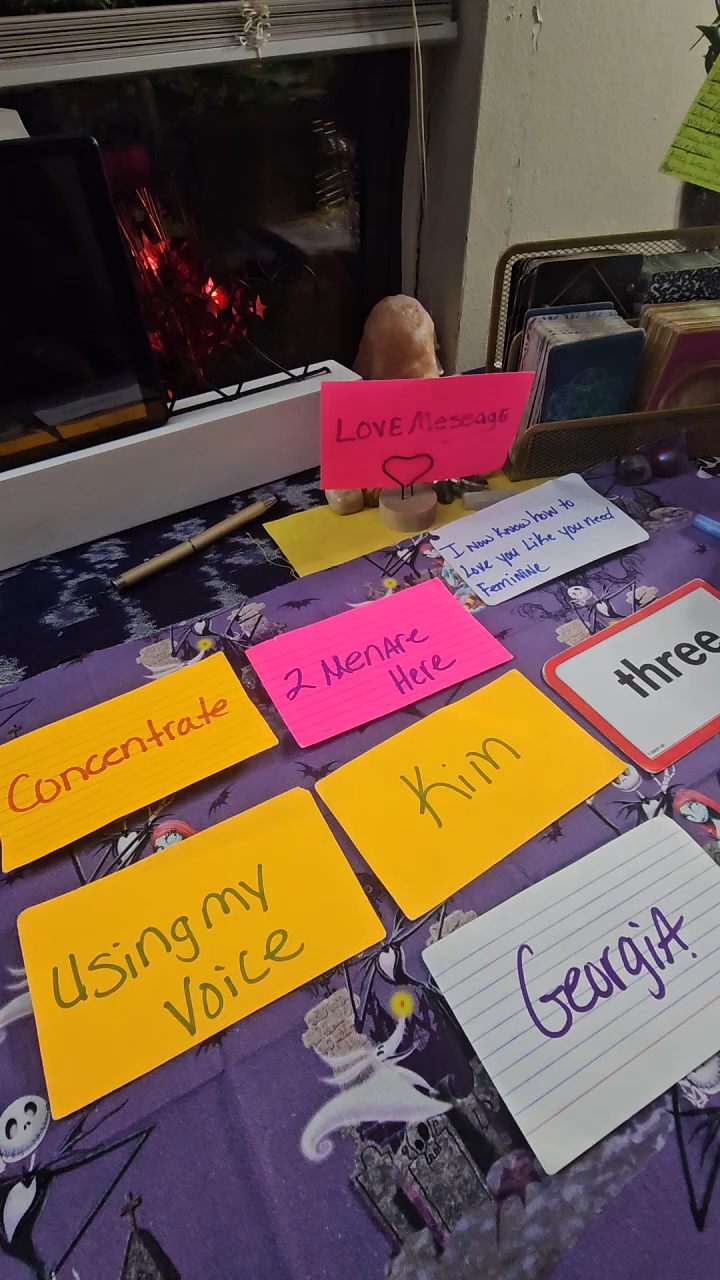 LOVE Message
I Now Know how to
Love you Like you need
Feminine
2 Men Are
Here
three
Concentrate
Kim
Using my
Voice
GeorgiA.